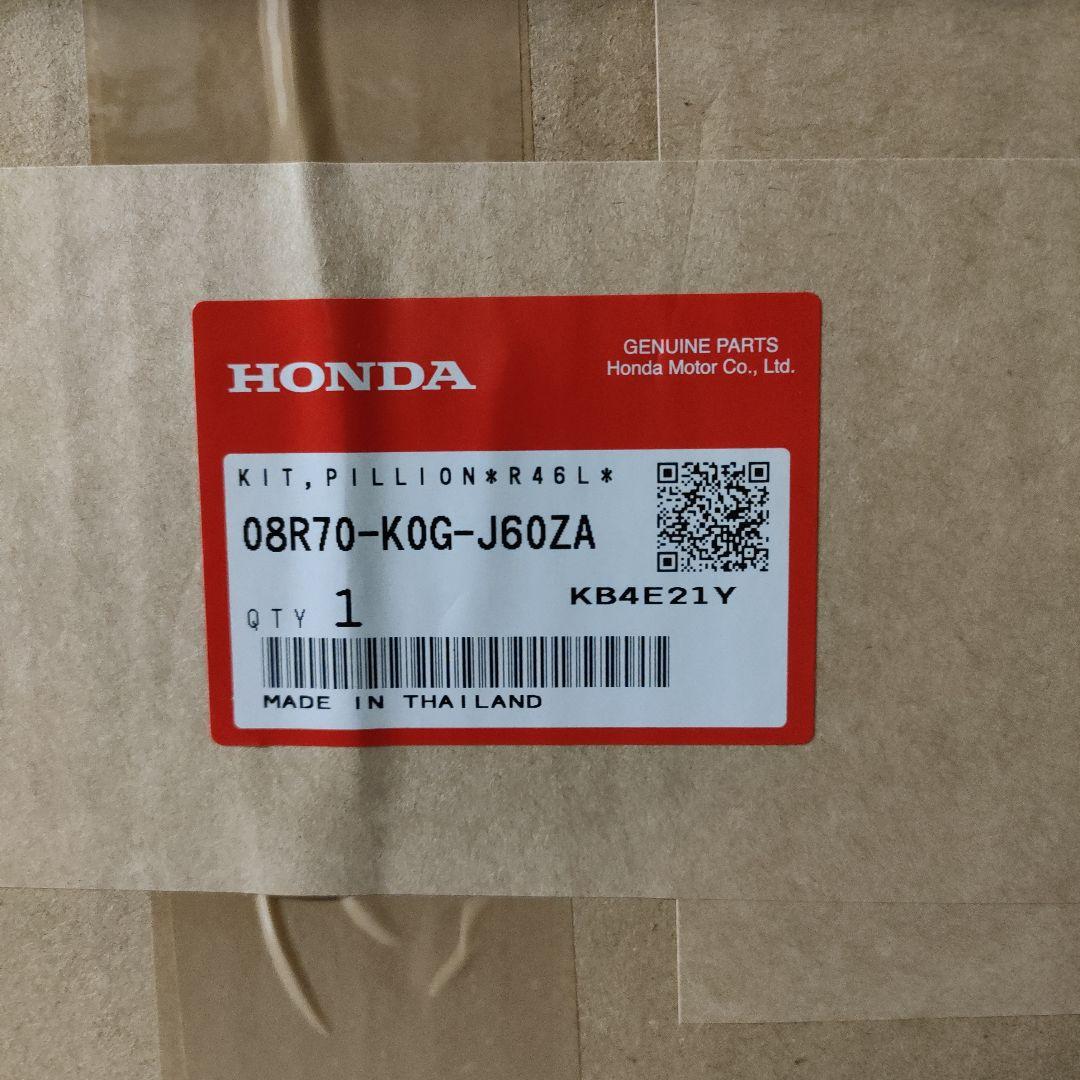 HONDA
GENUINE PARTS
Honda Motor Co., Ltd.
KIT,PILLION*R46L*
08R70-K0G-J60ZA
KB4E21Y
QTY 1
MADE IN THAILAND